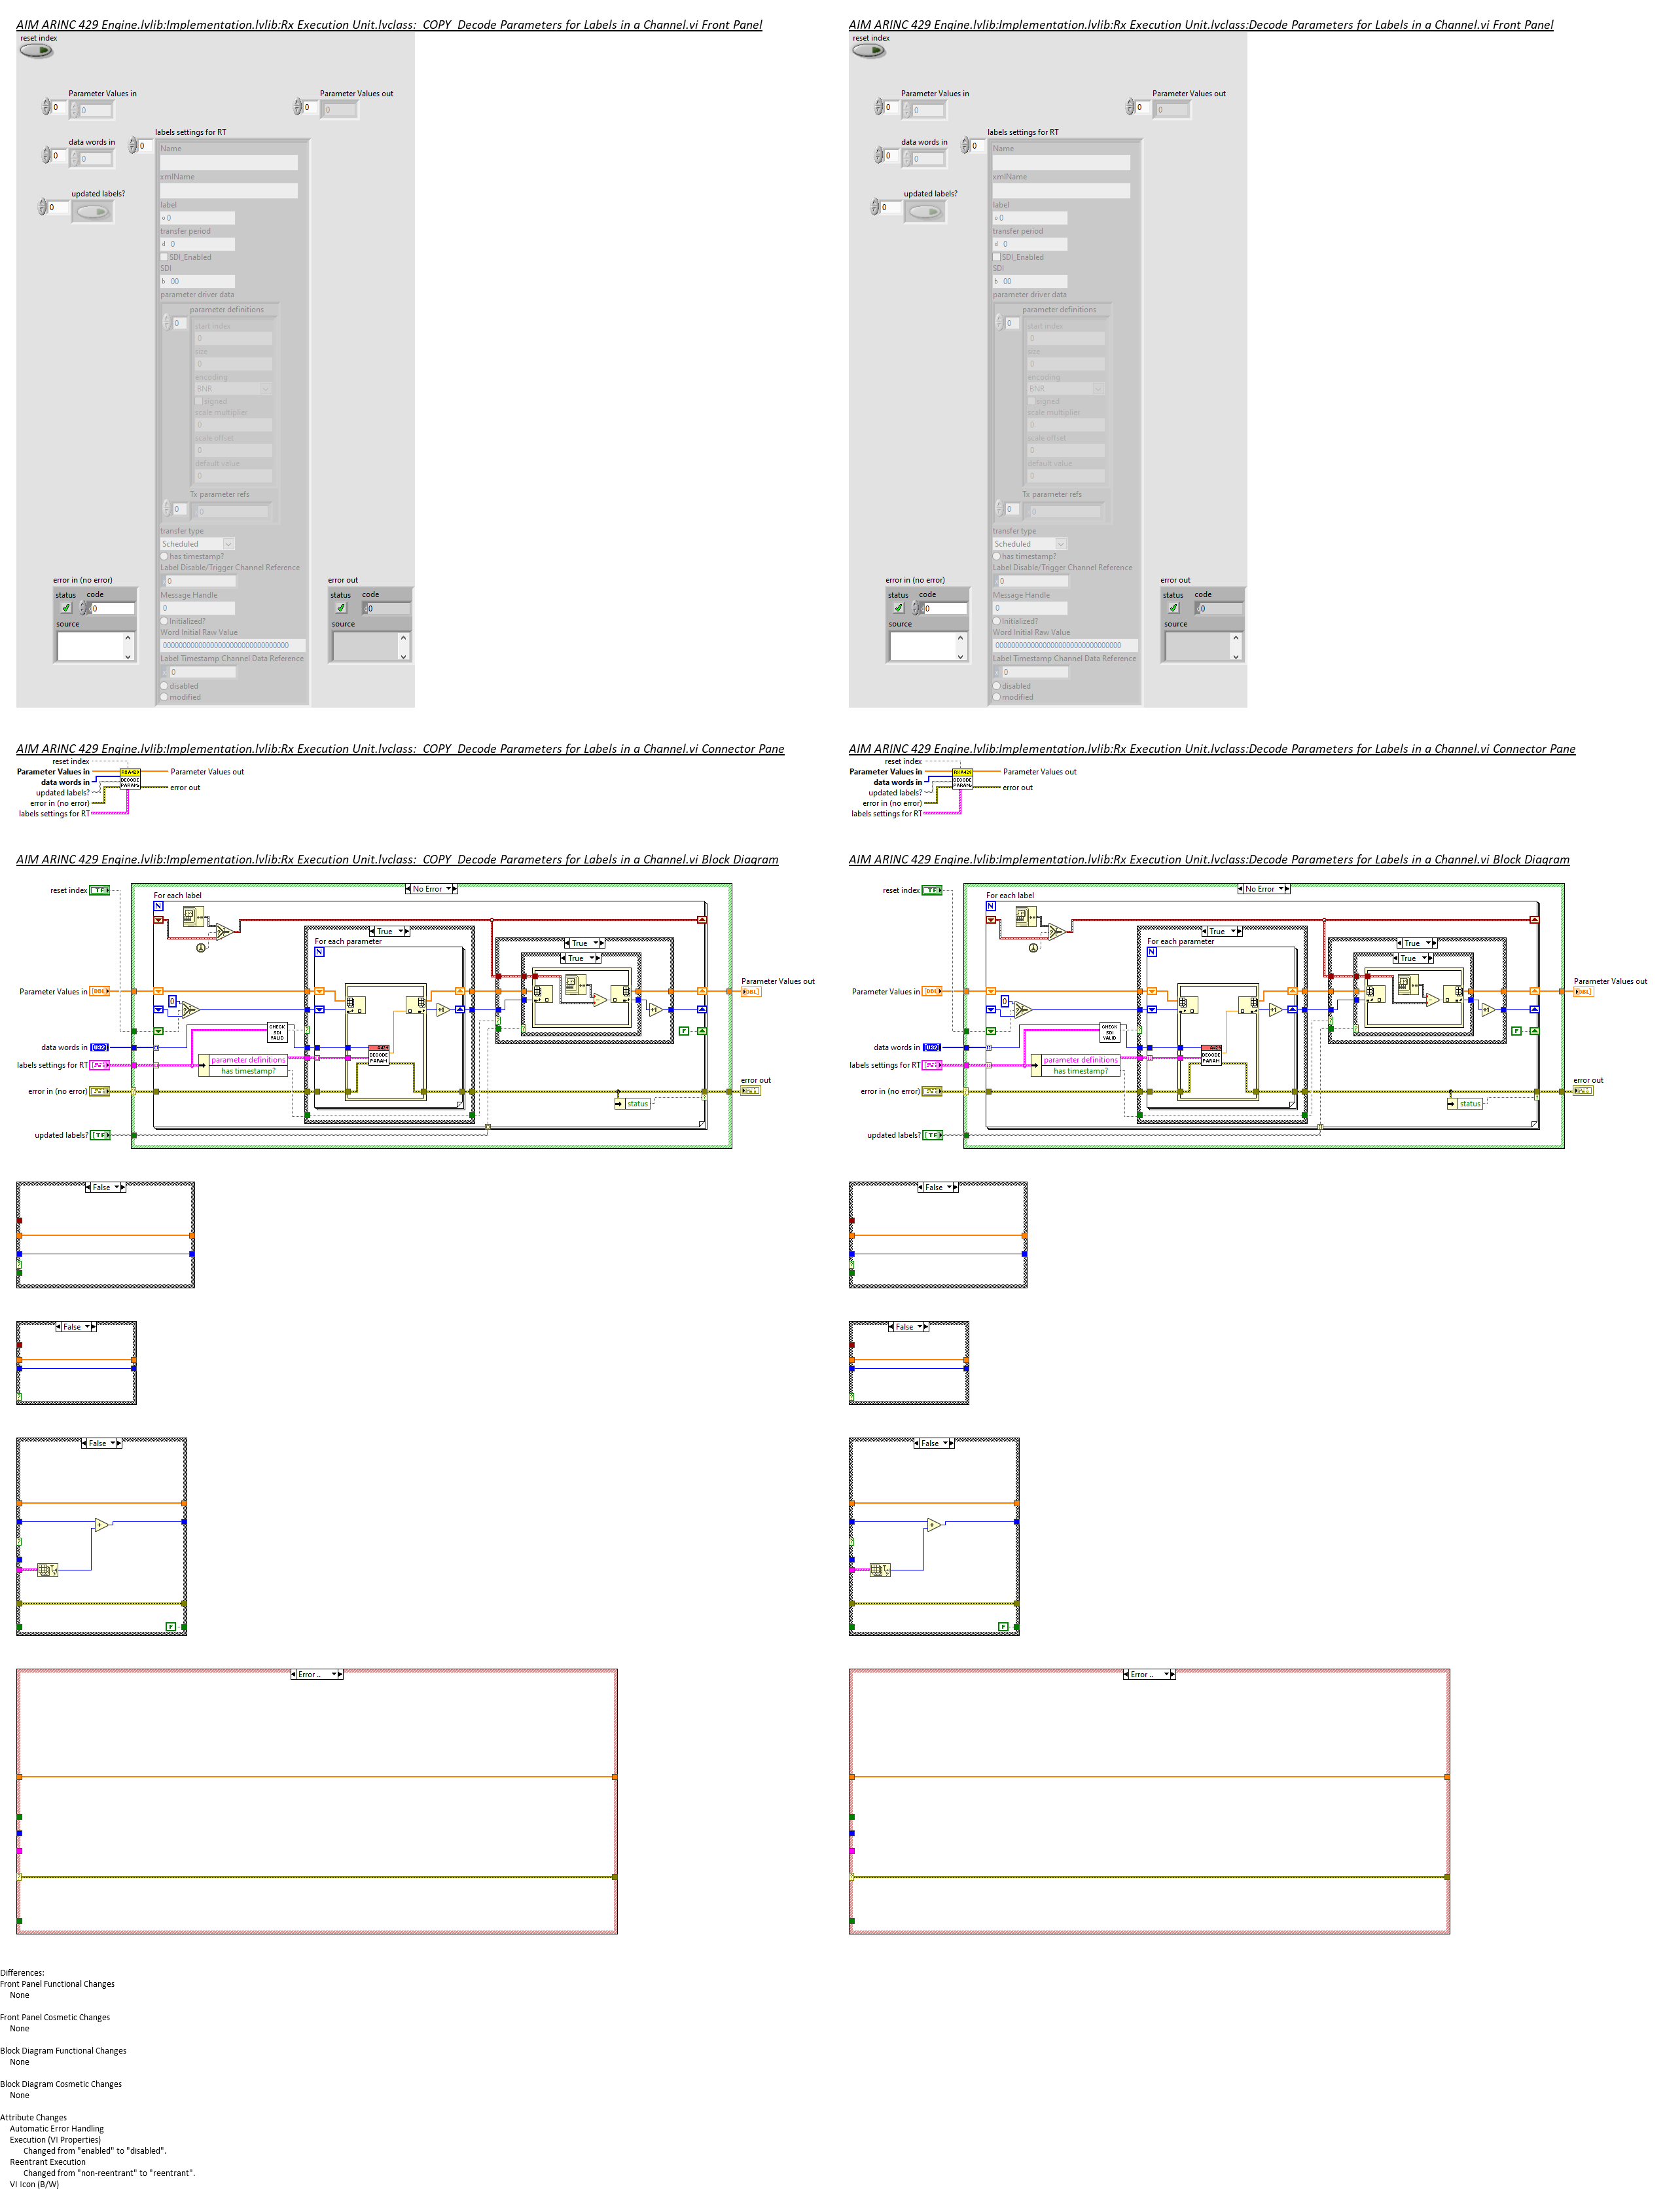 AIM ARINC 429 Engine.lvlib:Implementation.lvlib:Rx Execution Unit.lvclass:_COPY_Decode Parameters for Labels in a Channel.vi Front Panel
reset index
Parameter Values in
0
0
Parameter Values out
0
0
data words in
0
0
labels settings for RT
0
updated labels?
0
Name
xmlName
label
o 0
transfer period
d 0
SDI_Enabled
SDI
b 00
parameter driver data
parameter definitions
0
start index
0
size
0
encoding
BNR
signed
scale multiplier
0
scale offset
0
default value
0
Tx parameter refs
0
0
transfer type
Scheduled
has timestamp?
Label Disable/Trigger Channel Reference
0
Message Handle
0
Initialized?
Word Initial Raw Value
00000000000000000000000000000000
Label Timestamp Channel Data Reference
0
disabled
modified
error in (no error)
status code
0
source
error out
status code
0
source
AIM ARINC 429 Engine.lvlib:Implementation.lvlib:Rx Execution Unit.lvclass:Decode Parameters for Labels in a Channel.vi Front Panel
reset index
Parameter Values in
0
0
Parameter Values out
0
0
data words in
0
0
labels settings for RT
0
updated labels?
0
Name
xmlName
label
o 0
transfer period
d 0
SDI_Enabled
SDI
b 00
parameter driver data
parameter definitions
0
start index
0
size
0
encoding
BNR
signed
scale multiplier
0
scale offset
0
default value
0
Tx parameter refs
0
0
transfer type
Scheduled
has timestamp?
Label Disable/Trigger Channel Reference
0
Message Handle
0
Initialized?
Word Initial Raw Value
00000000000000000000000000000000
Label Timestamp Channel Data Reference
0
disabled
modified
error in (no error)
status code
0
source
error out
status code
0
source
AIM ARINC 429 Engine.lvlib:Implementation.lvlib:Rx Execution Unit.lvclass:_COPY_Decode Parameters for Labels in a Channel.vi Connector Pane
reset index
Parameter Values in
data words in
updated labels?
error in (no error)
labels settings for RT
DECODE
PARAMs
Parameter Values out
error out
AIM ARINC 429 Engine.lvlib:Implementation.lvlib:Rx Execution Unit.lvclass:Decode Parameters for Labels in a Channel.vi Connector Pane
reset index
Parameter Values in
data words in
updated labels?
error in (no error)
labels settings for RT
DECODE
PARAMs
Parameter Values out
error out
AIM ARINC 429 Engine.lvlib:Implementation.lvlib:Rx Execution Unit.lvclass:_COPY_Decode Parameters for Labels in a Channel.vi Block Diagram
reset index
TF
No Error
For each label
N
True
For each parameter
N
True
True
Parameter Values in
DBL
0
+1
+1
Parameter Values out
DBL
CHECK
SDI
VALID
F
data words in
U32
labels settings for RT
parameter definitions
has timestamp?
DECODE
PARAM
error in (no error)
status
error out
updated labels?
TF
AIM ARINC 429 Engine.lvlib:Implementation.lvlib:Rx Execution Unit.lvclass:Decode Parameters for Labels in a Channel.vi Block Diagram
reset index
TF
No Error
For each label
N
True
For each parameter
N
True
True
Parameter Values in
DBL
0
+1
+1
Parameter Values out
DBL
CHECK
SDI
VALID
F
data words in
U32
labels settings for RT
parameter definitions
has timestamp?
DECODE
PARAM
error in (no error)
status
error out
updated labels?
TF
False
False
False
False
False
F
False
F
Error ..
Error ..
Differences:
Front Panel Functional Changes
None
Front Panel Cosmetic Changes
None
Block Diagram Functional Changes
None
Block Diagram Cosmetic Changes
None
Attribute Changes
Automatic Error Handling
Execution (VI Properties)
Changed from "enabled" to "disabled".
Reentrant Execution
Changed from "non-reentrant" to "reentrant".
VI Icon (B/W)